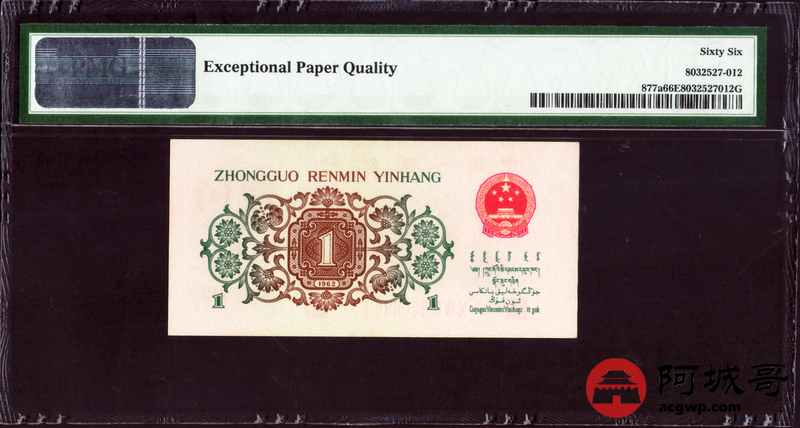 Exceptional Paper Quality
Sixty Six
8032527-012
877a66E8032527012G
ZHONGGUO RENMIN YINHANG
1
1962
1
1
阿城哥
acgwp.com